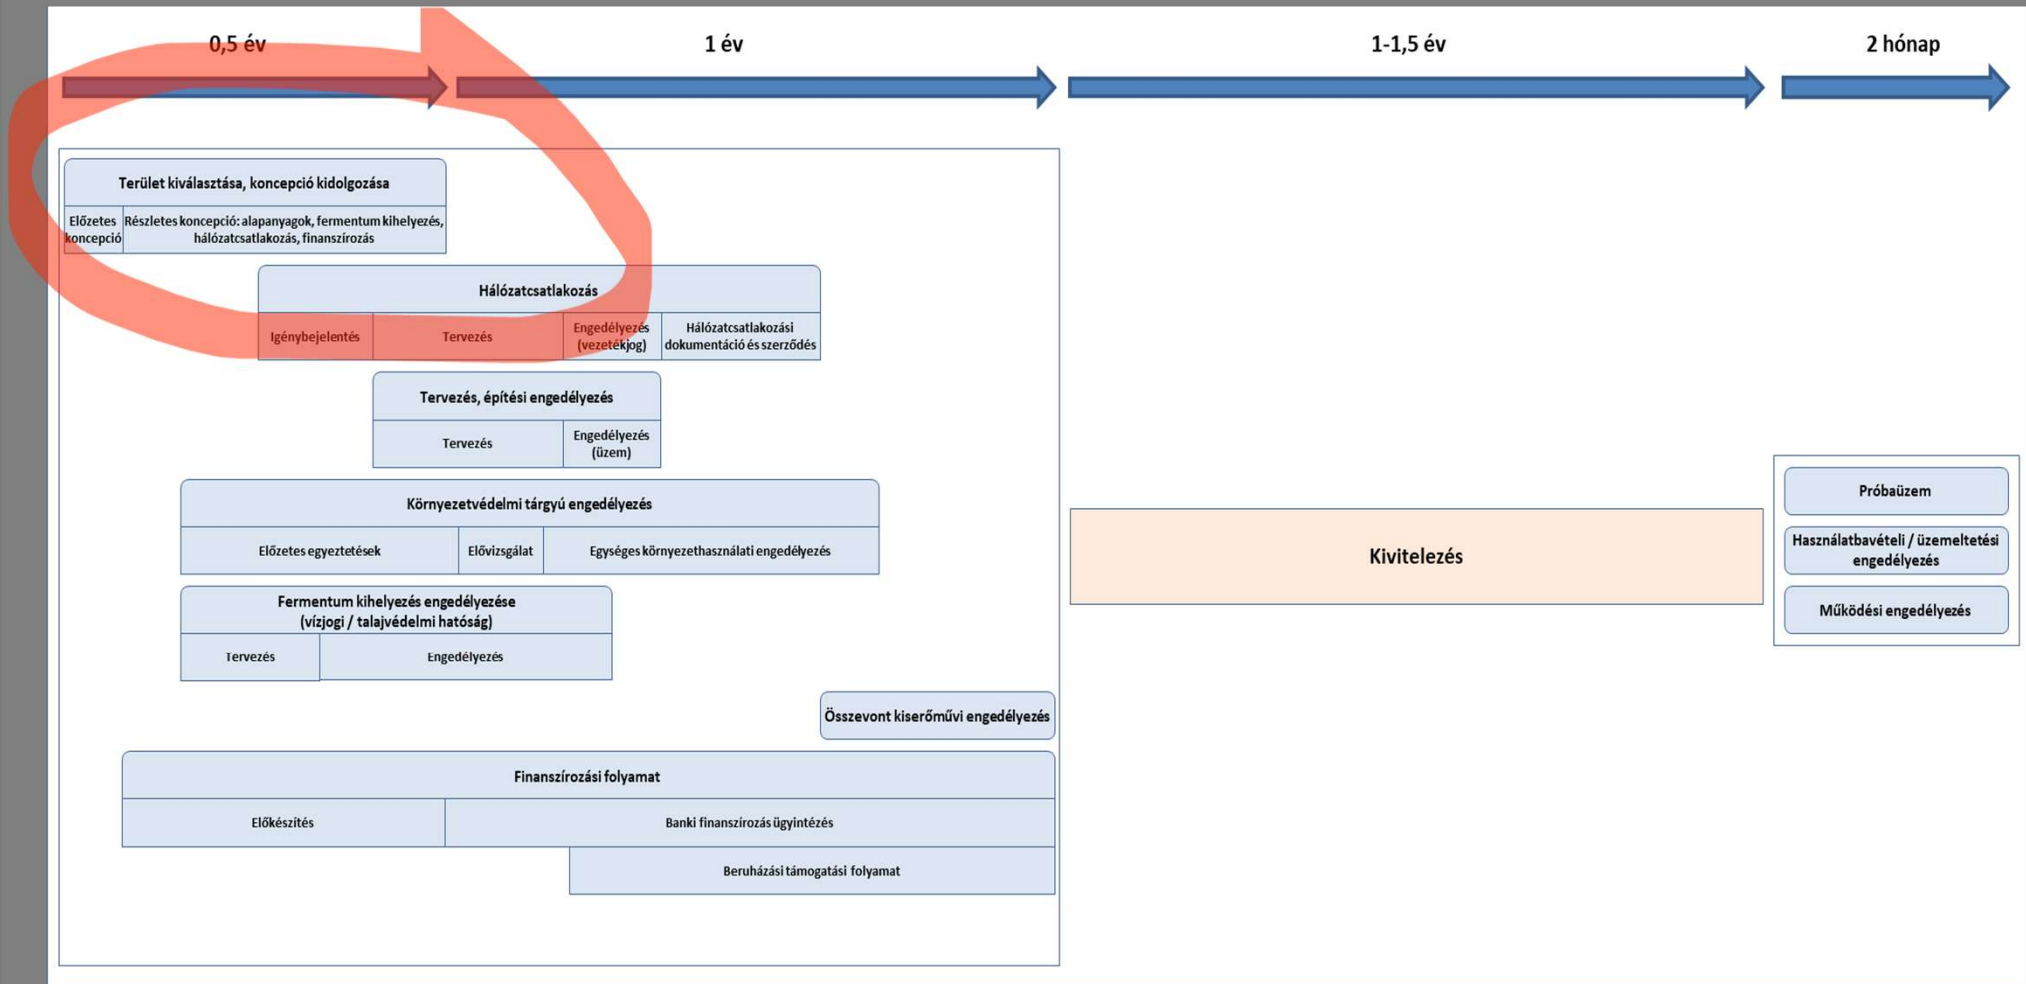 0,5 év
1 év
1-1,5 év
2 hónap
Terület kiválasztása, koncepció kidolgozása
Előzetes
koncepció
Részletes koncepció: alapanyagok, fermentum kihelyezés,
hálózatcsatlakozás, finanszírozás
Hálózatcsatlakozás
Igénybejelentés
Tervezés
Engedélyezés
(vezetékjog)
Hálózatcsatlakozási
dokumentáció és szerződés
Tervezés, építési engedélyezés
Tervezés
Engedélyezés
(üzem)
Környezetvédelmi tárgyú engedélyezés
Előzetes egyeztetések
Elővizsgálat
Egységes környezethasználati engedélyezés
Fermentum kihelyezés engedélyezése
(vízjogi / talajvédelmi hatóság)
Tervezés
Engedélyezés
Összevont kiserőművi engedélyezés
Finanszírozási folyamat
Előkészítés
Banki finanszírozás ügyintézés
Beruházási támogatási folyamat
Kivitelezés
Próbaüzem
Használatbavételi / üzemeltetési
engedélyezés
Működési engedélyezés